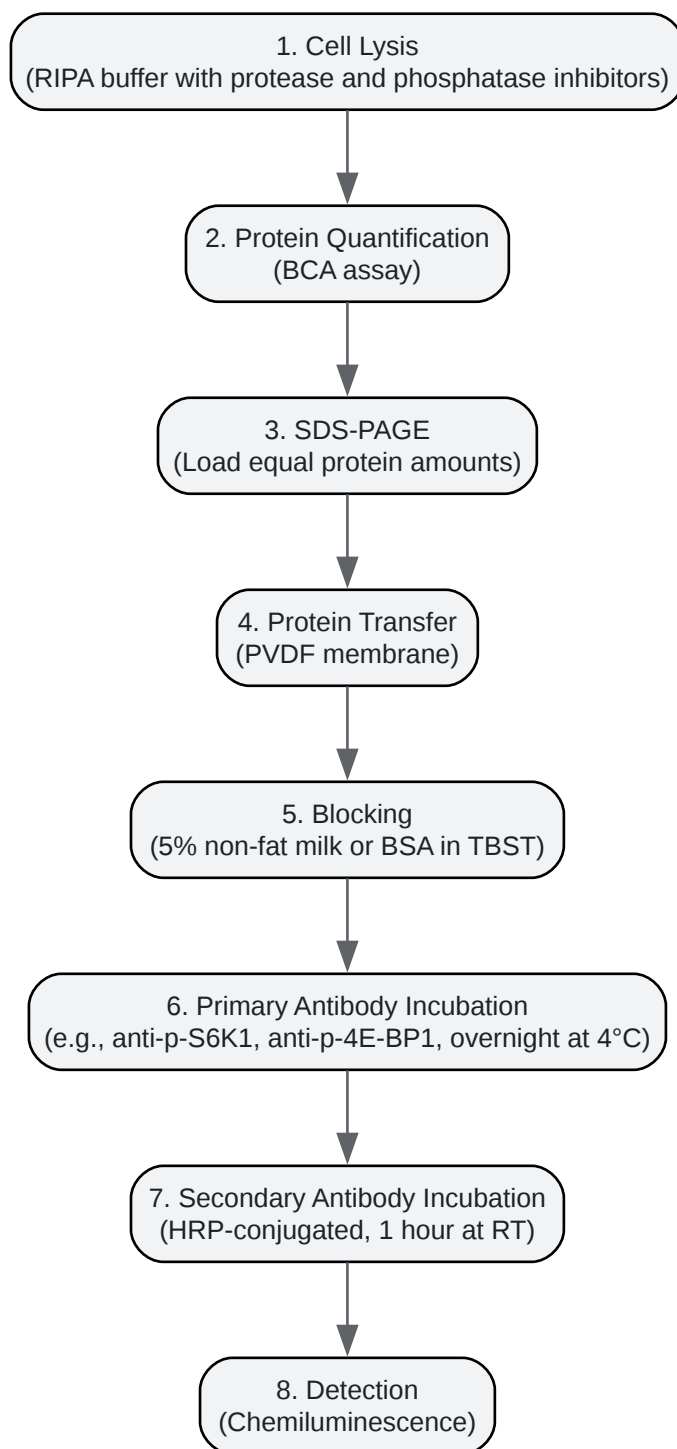 1. Cell Lysis
(RIPA buffer with protease and phosphatase inhibitors)
2. Protein Quantification
(BCA assay)
3. SDS-PAGE
(Load equal protein amounts)
4. Protein Transfer
(PVDF membrane)
5. Blocking
(5% non-fat milk or BSA in TBST)
6. Primary Antibody Incubation
(e.g., anti-p-S6K1, anti-p-4E-BP1, overnight at 4°C)
7. Secondary Antibody Incubation
(HRP-conjugated, 1 hour at RT)
8. Detection
(Chemiluminescence)